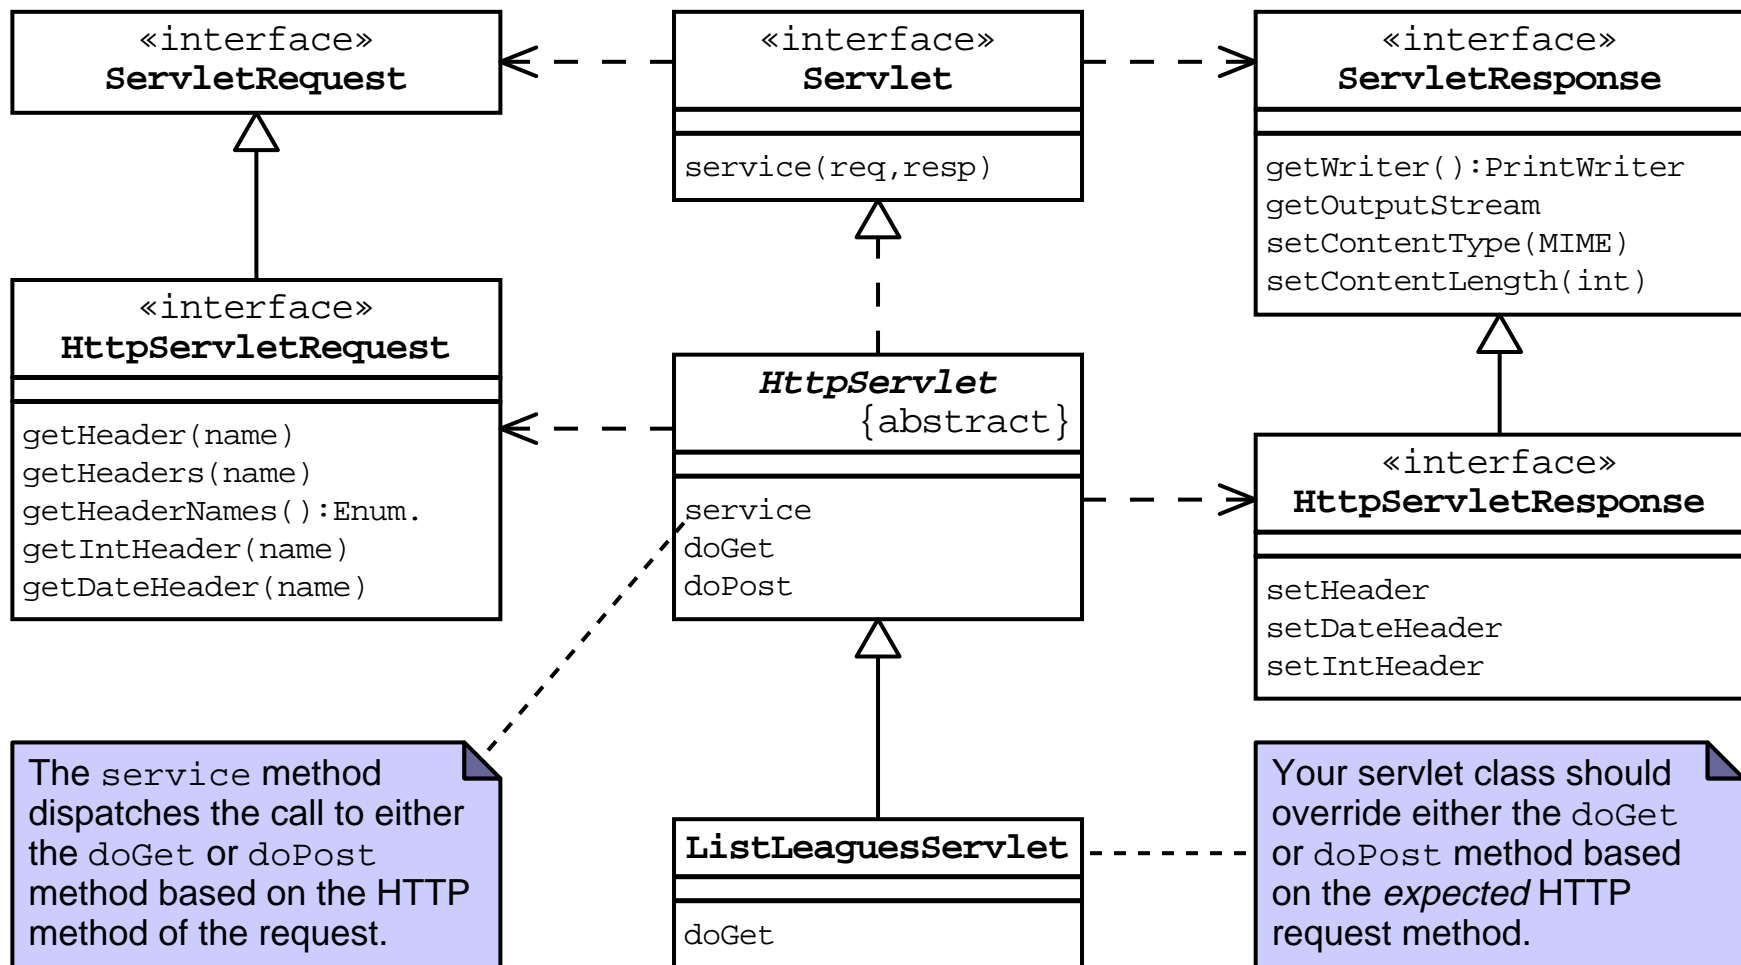 «interface»
ServletRequest
«interface»
Servlet
service(req,resp)
«interface»
ServletResponse
getWriter():PrintWriter
getOutputStream
setContentType(MIME)
setContentLength(int)
«interface»
HttpServletRequest
getHeader(name)
getHeaders(name)
getHeaderNames():Enum.
getIntHeader(name)
getDateHeader(name)
HttpServlet
{abstract}
service
doGet
doPost
«interface»
HttpServletResponse
setHeader
setDateHeader
setIntHeader
The service method
dispatches the call to either
the doGet or doPost
method based on the HTTP
method of the request.
ListLeaguesServlet
doGet
Your servlet class should
override either the doGet
or doPost method based
on the expected HTTP
request method.